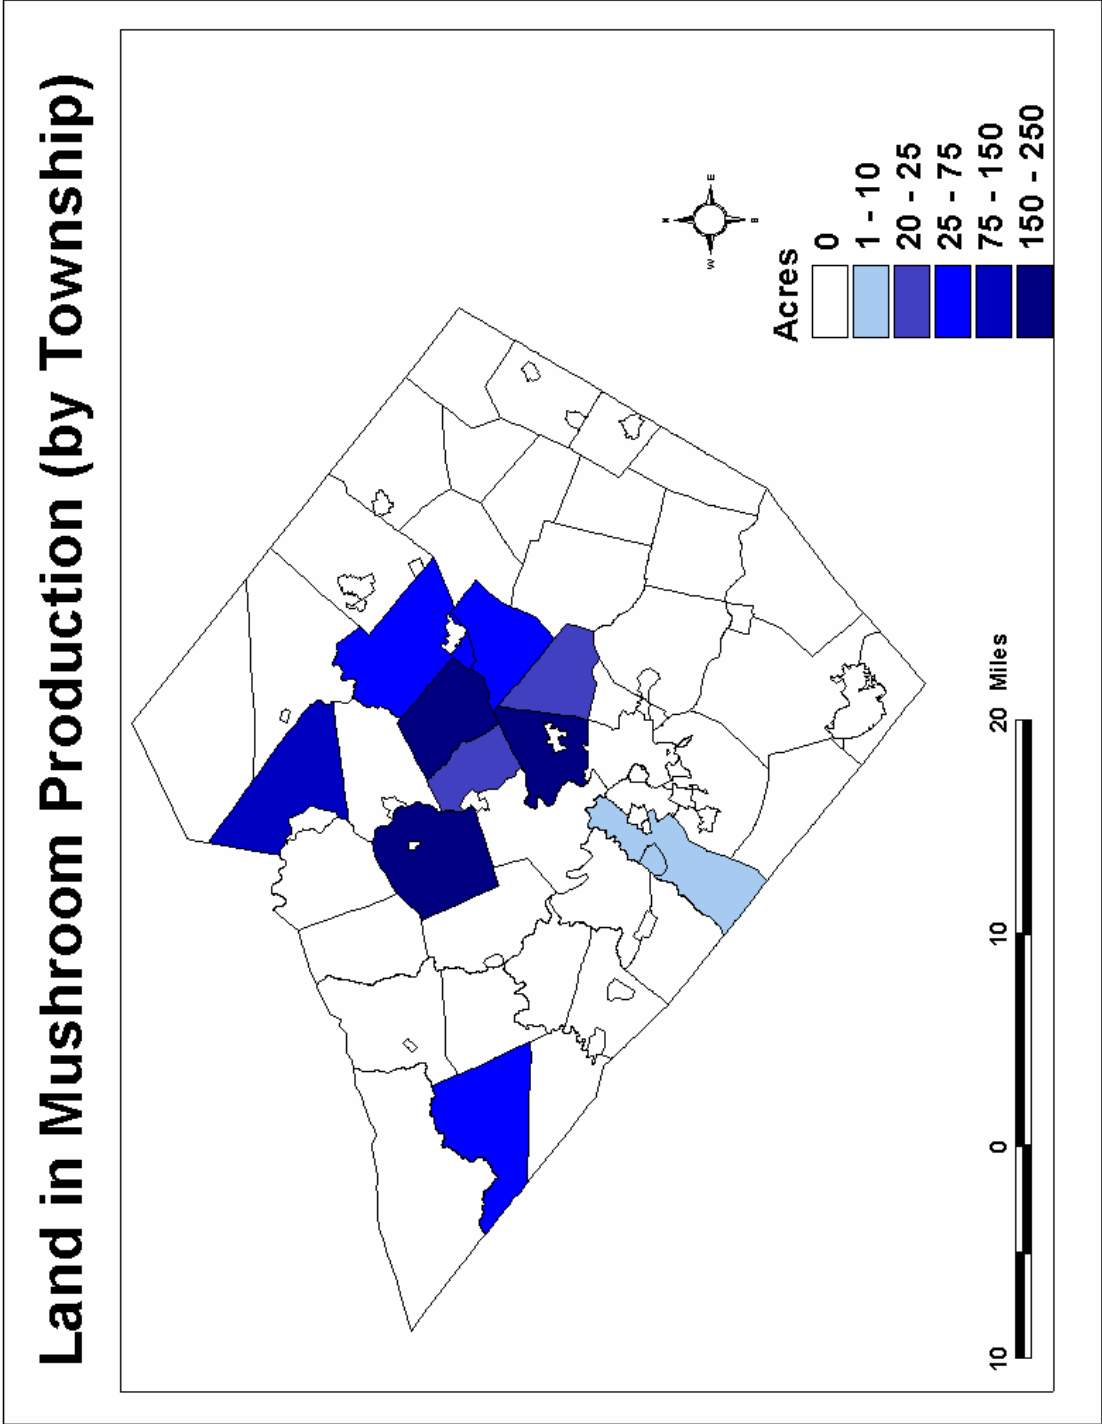 Land in Mushroom Production (by Township)
N
W
E
S
Acres
0
1 - 10
20 - 25
25 - 75
75 - 150
150 - 250
10 0 10 20 Miles